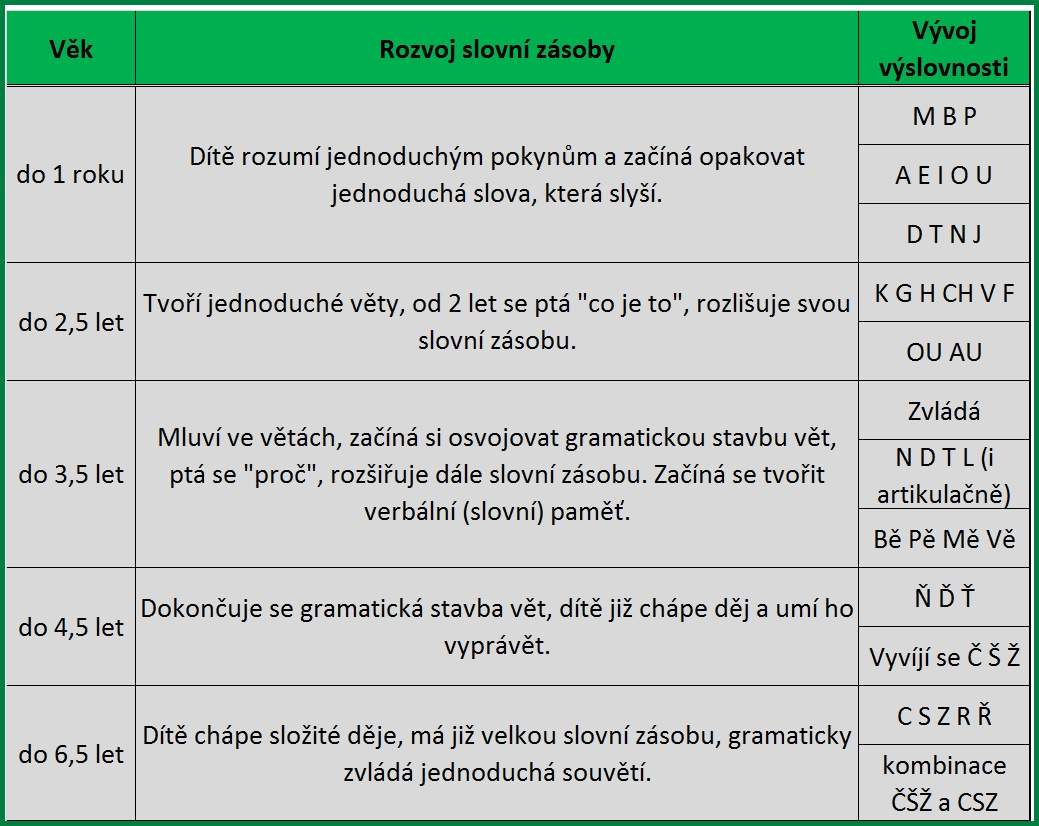 Věk
Rozvoj slovní zásoby
Vývoj
výslovnosti
do 1 roku
Dítě rozumí jednoduchým pokynům a začíná opakovat
jednoduchá slova, která slyší.
M B P
A E I O U
D T N J
do 2,5 let
Tvoří jednoduché věty, od 2 let se ptá "co je to", rozlišuje svou
slovní zásobu.
K G H CH V F
OU AU
do 3,5 let
Mluví ve větách, začíná si osvojovat gramatickou stavbu vět,
ptá se "proč", rozšiřuje dále slovní zásobu. Začíná se tvořit
verbální (slovní) paměť.
Zvládá
N D T L (i
artikulačně)
Bě Pě Mě Vě
do 4,5 let
Dokončuje se gramatická stavba vět, dítě již chápe děj a umí ho
vyprávět.
Ň Ď Ť
Vyvíjí se Č Š Ž
do 6,5 let
Dítě chápe složité děje, má již velkou slovní zásobu, gramaticky
zvládá jednoduchá souvětí.
C S Z R Ř
kombinace
ČŠŽ a CSZ